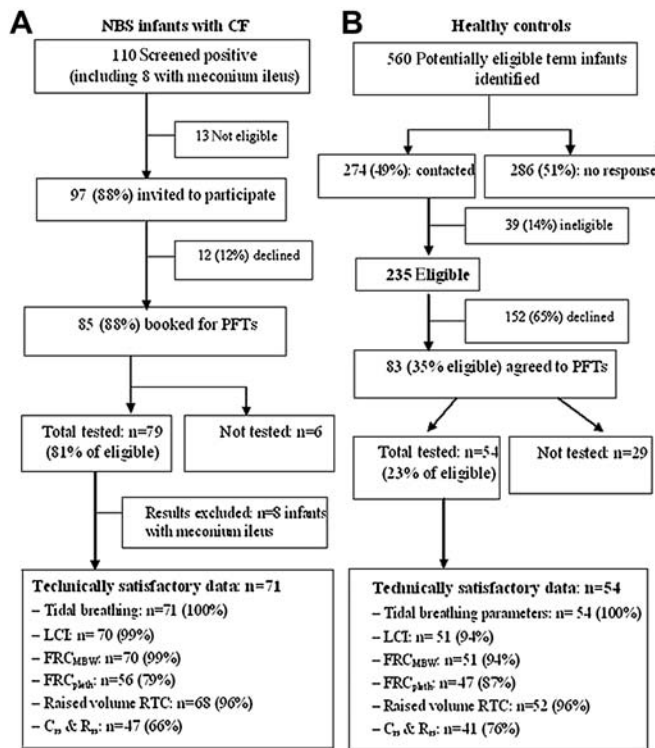 A
NBS infants with CF
110 Screened positive
(including 8 with meconium ileus)
13 Not eligible
97 (88%) invited to participate
12 (12%) declined
85 (88%) booked for PFTs
Total tested: n=79
(81% of eligible)
Not tested: n=6
Results excluded: n=8 infants
with meconium ileus
Technically satisfactory data: n=71
– Tidal breathing: n=71 (100%)
– LCI: n= 70 (99%)
– FRCMBW: n=70 (99%)
– FRCpleth: n=56 (79%)
– Raised volume RTC: n=68 (96%)
– Crs & Rrs: n=47 (66%)
B
Healthy controls
560 Potentially eligible term infants
identified
274 (49%): contacted
286 (51%): no response
39 (14%) ineligible
235 Eligible
152 (65%) declined
83 (35% eligible) agreed to PFTs
Total tested: n=54
(23% of eligible)
Not tested: n=29
Technically satisfactory data: n=54
– Tidal breathing parameters: n= 54 (100%)
– LCI: n= 51 (94%)
– FRCMBW: n=51 (94%)
– FRCpleth: n=47 (87%)
– Raised volume RTC: n=52 (96%)
– Crs & Rrs: n=41 (76%)